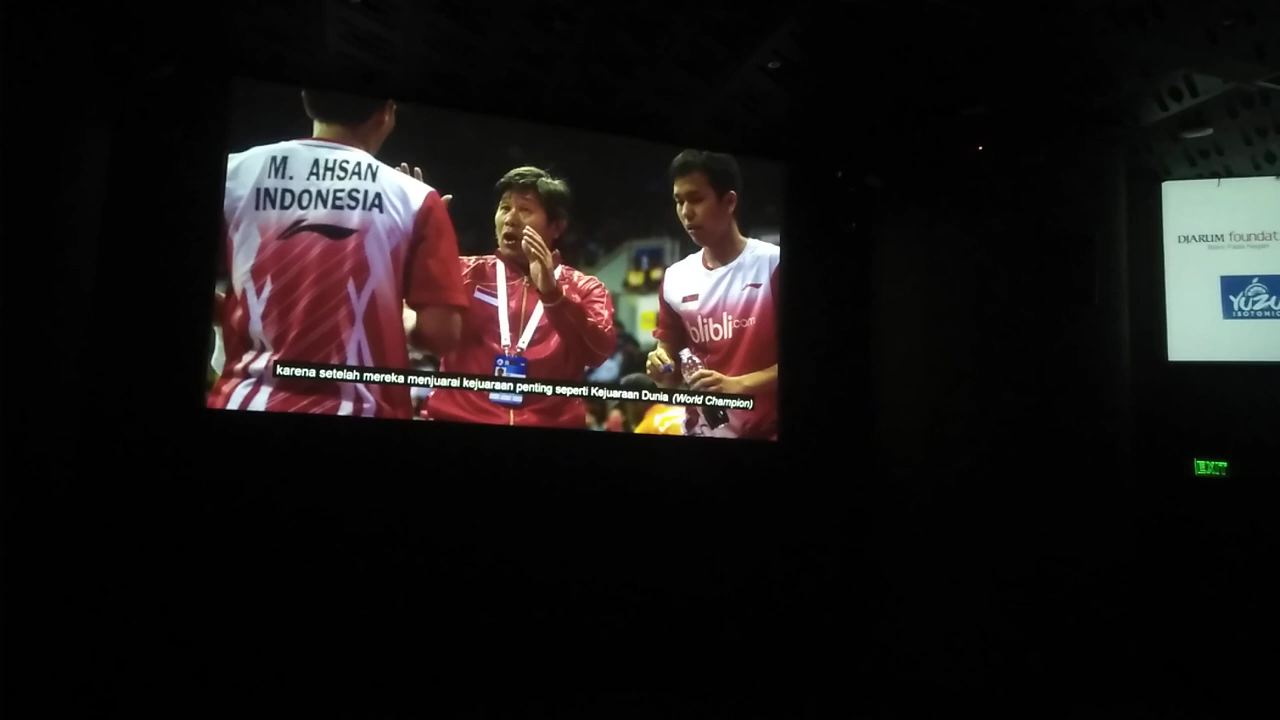 M. AHSAN
INDONESIA
blibli.com
karena setelah mereka menjuarai kejuaraan penting seperti Kejuaraan Dunia (World Champion)
DJARUM foundat
YUZU
ISOTONIC
EXIT